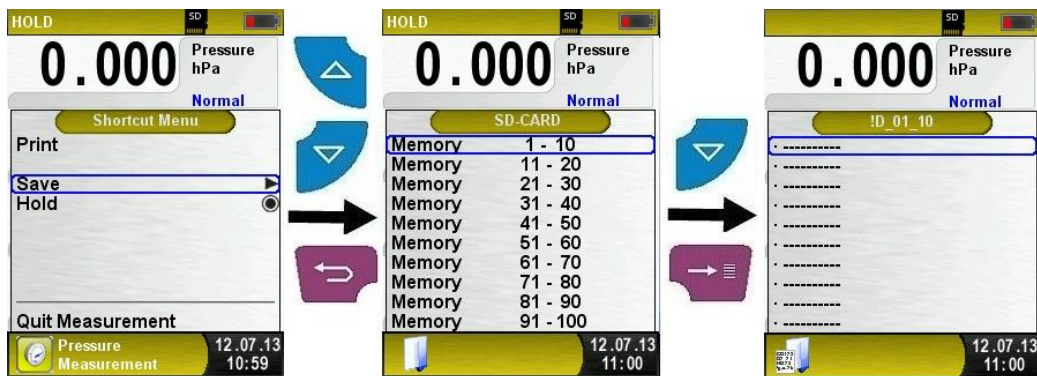 HOLD
SD
0.000
Pressure
hPa
Normal
Shortcut Menu
Print
Save
Hold
Quit Measurement
Pressure
Measurement
12.07.13
10:59
HOLD
SD
0.000
Pressure
hPa
Normal
SD-CARD
Memory 1 - 10
Memory 11 - 20
Memory 21 - 30
Memory 31 - 40
Memory 41 - 50
Memory 51 - 60
Memory 61 - 70
Memory 71 - 80
Memory 81 - 90
Memory 91 - 100
12.07.13
11:00
SD
0.000
Pressure
hPa
Normal
!D_01_10
· ----------
· ----------
· ----------
· ----------
· ----------
· ----------
· ----------
· ----------
· ----------
· ----------
12.07.13
11:00